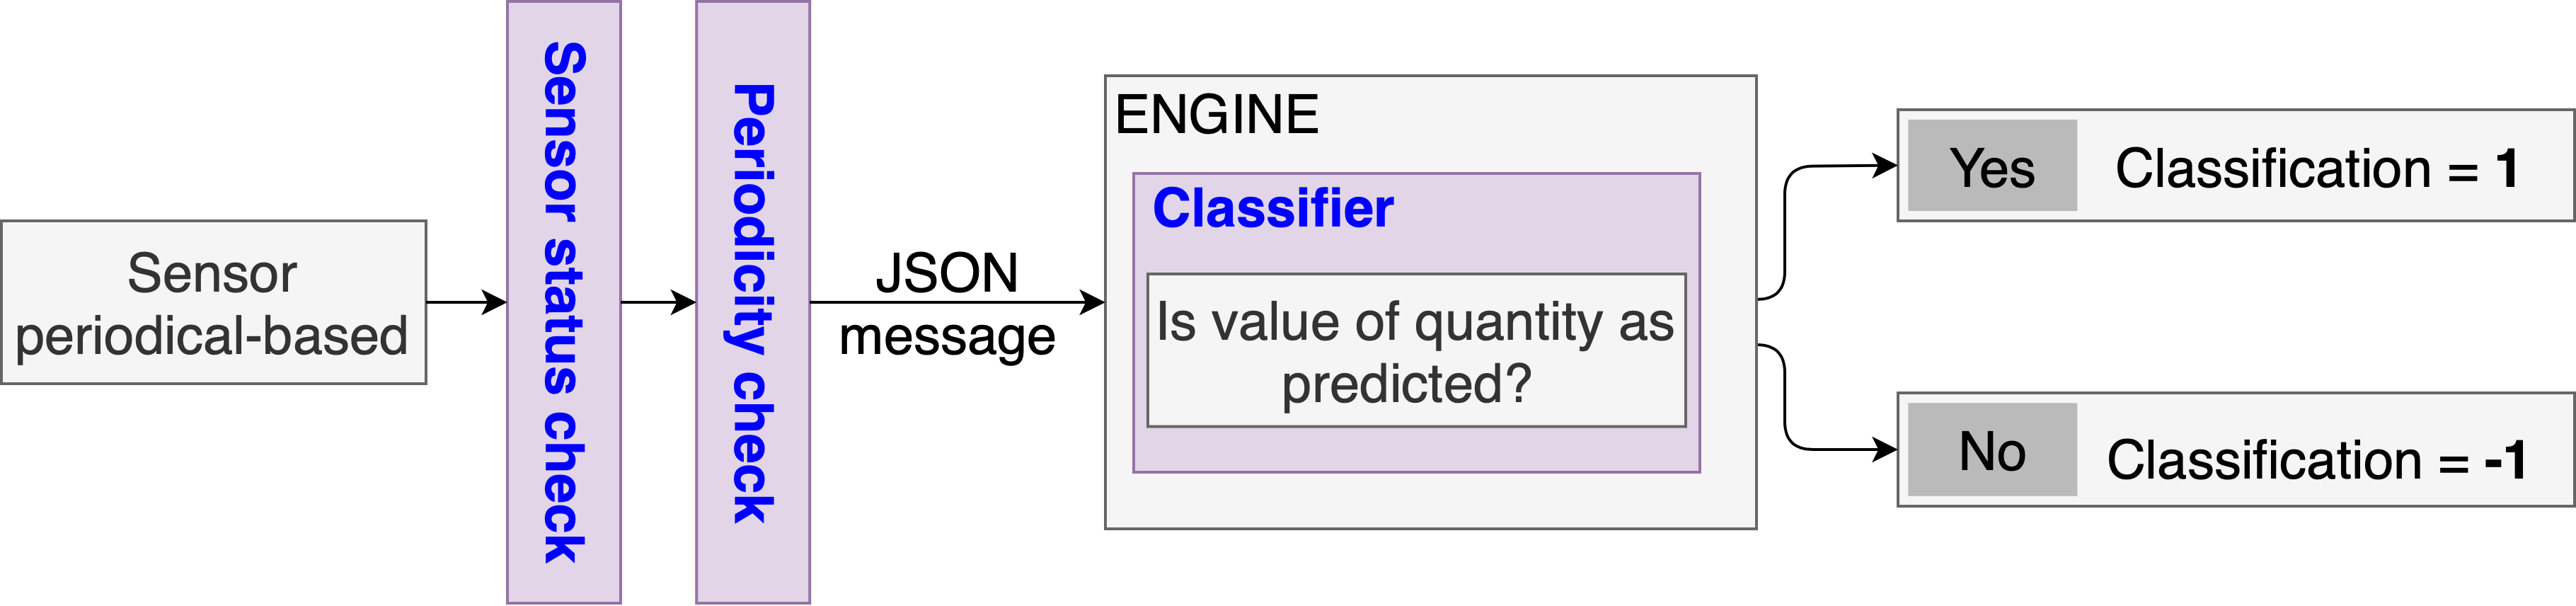 Sensor
periodical-based
Sensor status check
Periodicity check
JSON
message
ENGINE
Classifier
Is value of quantity as
predicted?
Yes
Classification = 1
No
Classification = -1